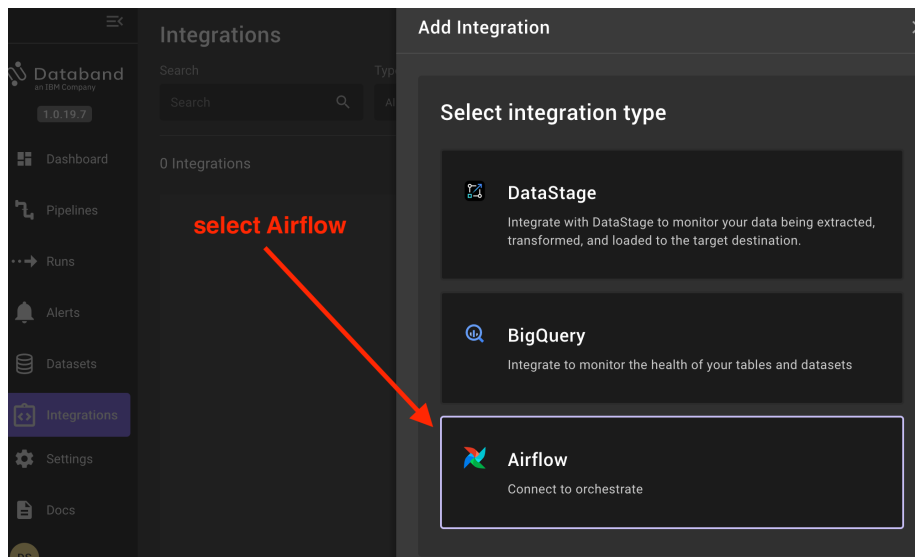 Databand
an IBM Company
1.0.19.7
Dashboard
Pipelines
Runs
Alerts
Datasets
Integrations
Settings
Docs
Integrations
Search
Search
0 Integrations
select Airflow
Add Integration
Select integration type
DataStage
Integrate with DataStage to monitor your data being extracted,
transformed, and loaded to the target destination.
BigQuery
Integrate to monitor the health of your tables and datasets
Airflow
Connect to orchestrate